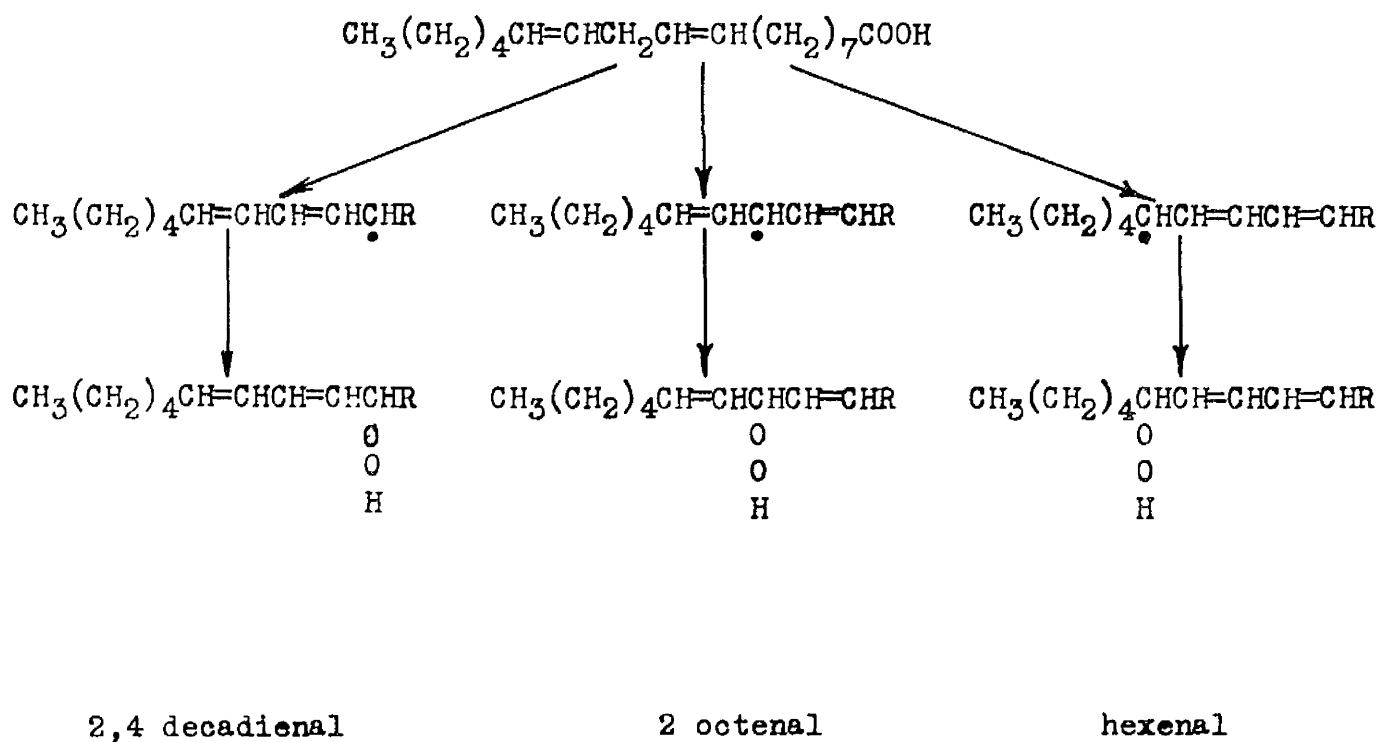 CH₃(CH₂)₄CH=CHCH₂CH=CH(CH₂)₇COOH
CH₃(CH₂)₄CH=CHCH=CHCHR CH₃(CH₂)₄CH=CHCHCH=CHR CH₃(CH₂)₄CHCH=CHCH=CHR
CH₃(CH₂)₄CH=CHCH=CHCHR CH₃(CH₂)₄CH=CHCHCH=CHR CH₃(CH₂)₄CHCH=CHCH=CHR
O O O
O O O
H H H
2,4 decadienal 2 octenal hexenal